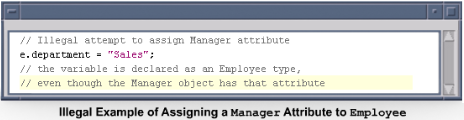 // Illegal attempt to assign Manager attribute
e.department = "Sales";
// the variable is declared as an Employee type,
// even though the Manager object has that attribute
Illegal Example of Assigning a Manager Attribute to Employee